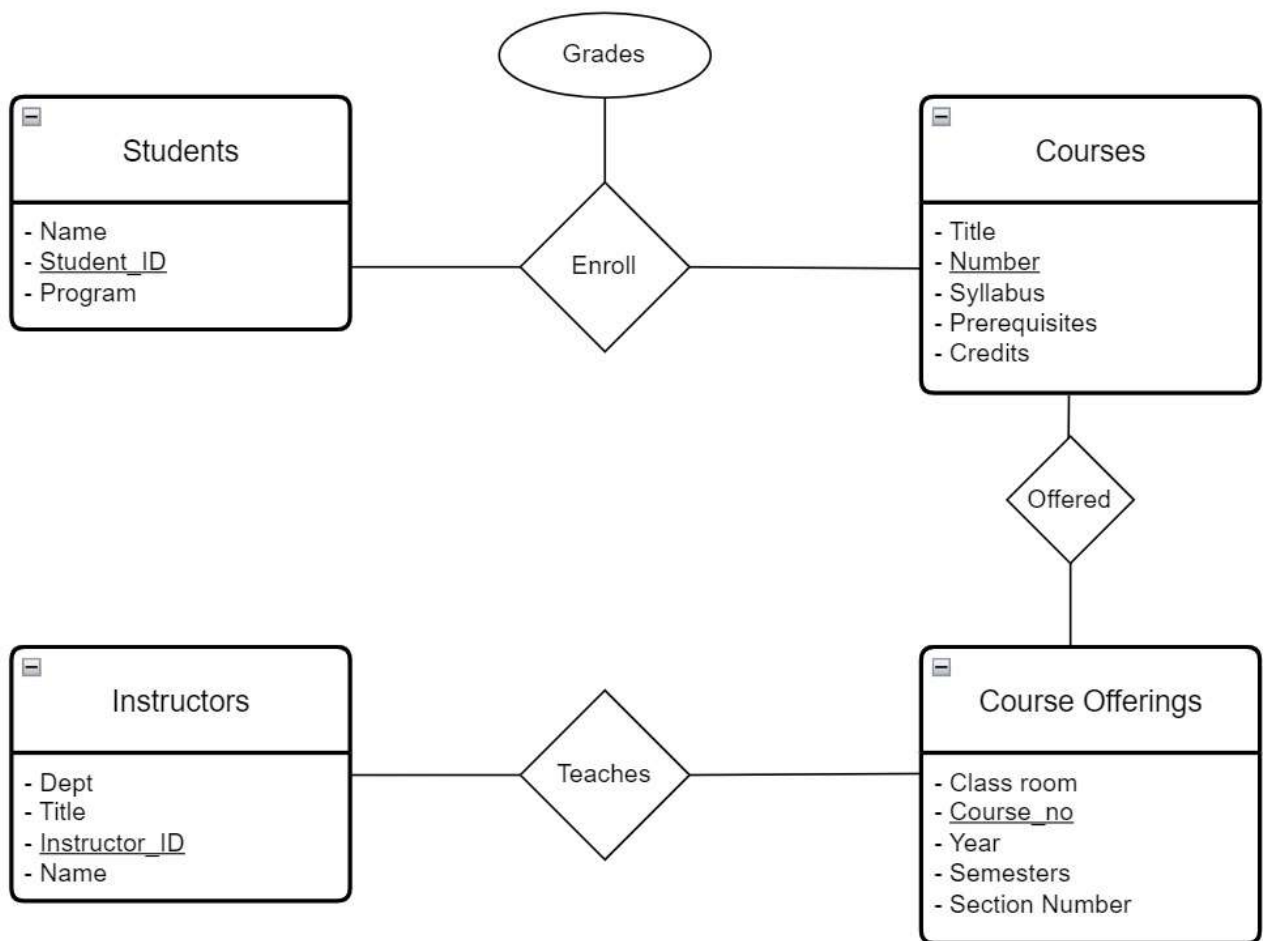 Grades
Students
- Name
- Student_ID
- Program
Enroll
Courses
- Title
- Number
- Syllabus
- Prerequisites
- Credits
Offered
Instructors
- Dept
- Title
- Instructor_ID
- Name
Teaches
Course Offerings
- Class room
- Course_no
- Year
- Semesters
- Section Number